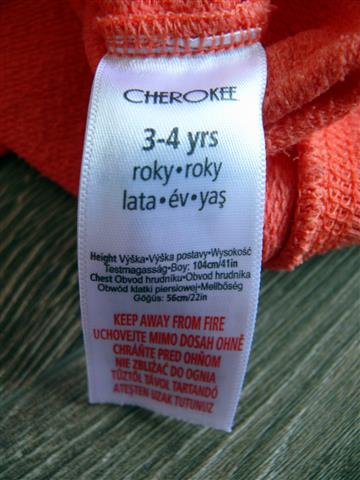 CHEROKEE
3-4 yrs
roky•roky
lata•év•yaş
Height Výška•Výška postavy•Wysokość
Testmagasság•Boy: 104cm/41in
Chest Obvod hrudníku•Obvod hrudníka
Obwód klatki piersiowej•Mellbőség
Göğüs: 56cm/22in
KEEP AWAY FROM FIRE
UCHOVEJTE MIMO DOSAH OHNĚ
CHRÁŇTE PRED OHŇOM
NIE ZBLIŻAĆ DO OGNIA
TŰZTŐL TÁVOL TARTANDÓ
ATEŞTEN UZAK TUTUNUZ